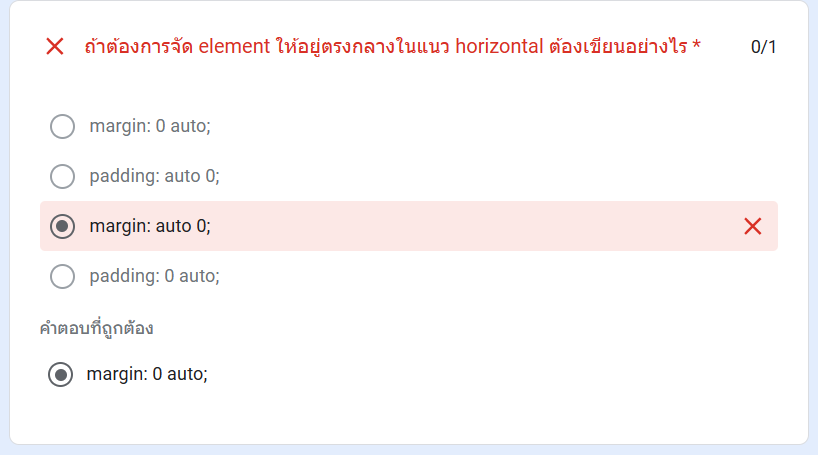 ถ้าต้องการจัด element ให้อยู่ตรงกลางในแนว horizontal ต้องเขียนอย่างไร * 0/1
margin: 0 auto;
padding: auto 0;
margin: auto 0;
padding: 0 auto;
คำตอบที่ถูกต้อง
margin: 0 auto;